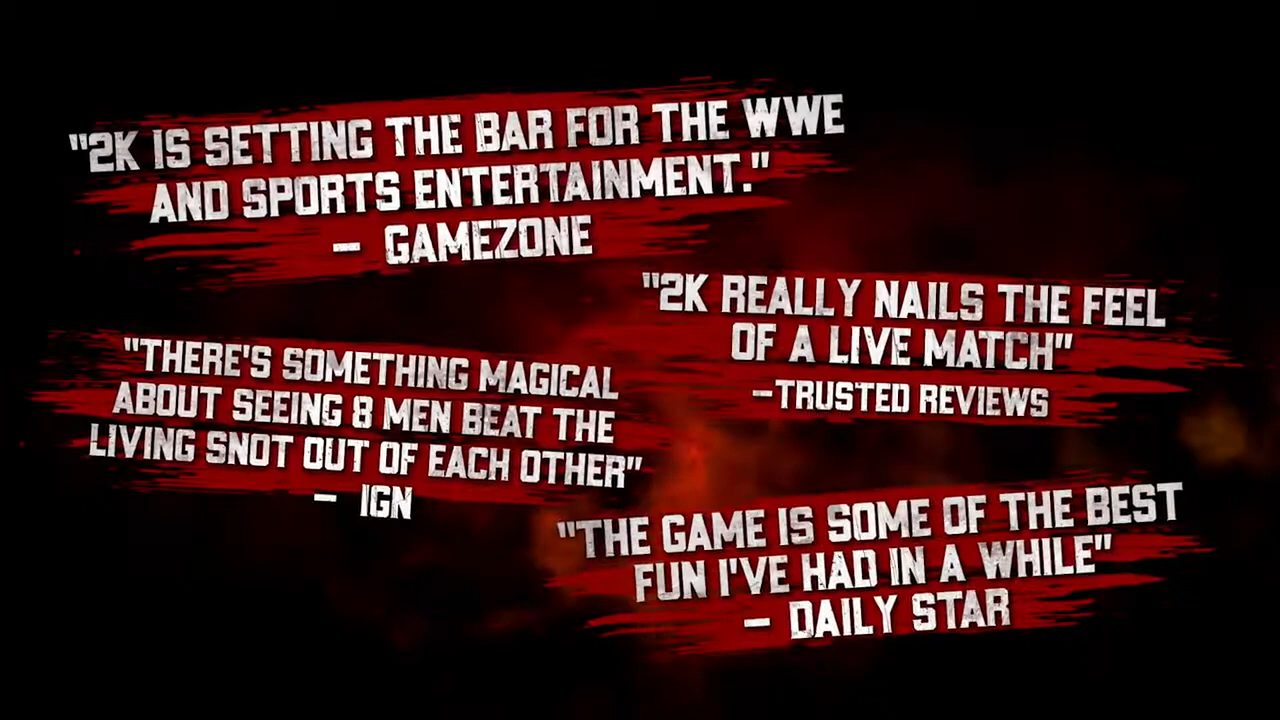 "2K IS SETTING THE BAR FOR THE WWE
AND SPORTS ENTERTAINMENT."
– GAMEZONE
"2K REALLY NAILS THE FEEL
OF A LIVE MATCH"
–TRUSTED REVIEWS
"THERE'S SOMETHING MAGICAL
ABOUT SEEING 8 MEN BEAT THE
LIVING SNOT OUT OF EACH OTHER"
– IGN
"THE GAME IS SOME OF THE BEST
FUN I'VE HAD IN A WHILE"
– DAILY STAR